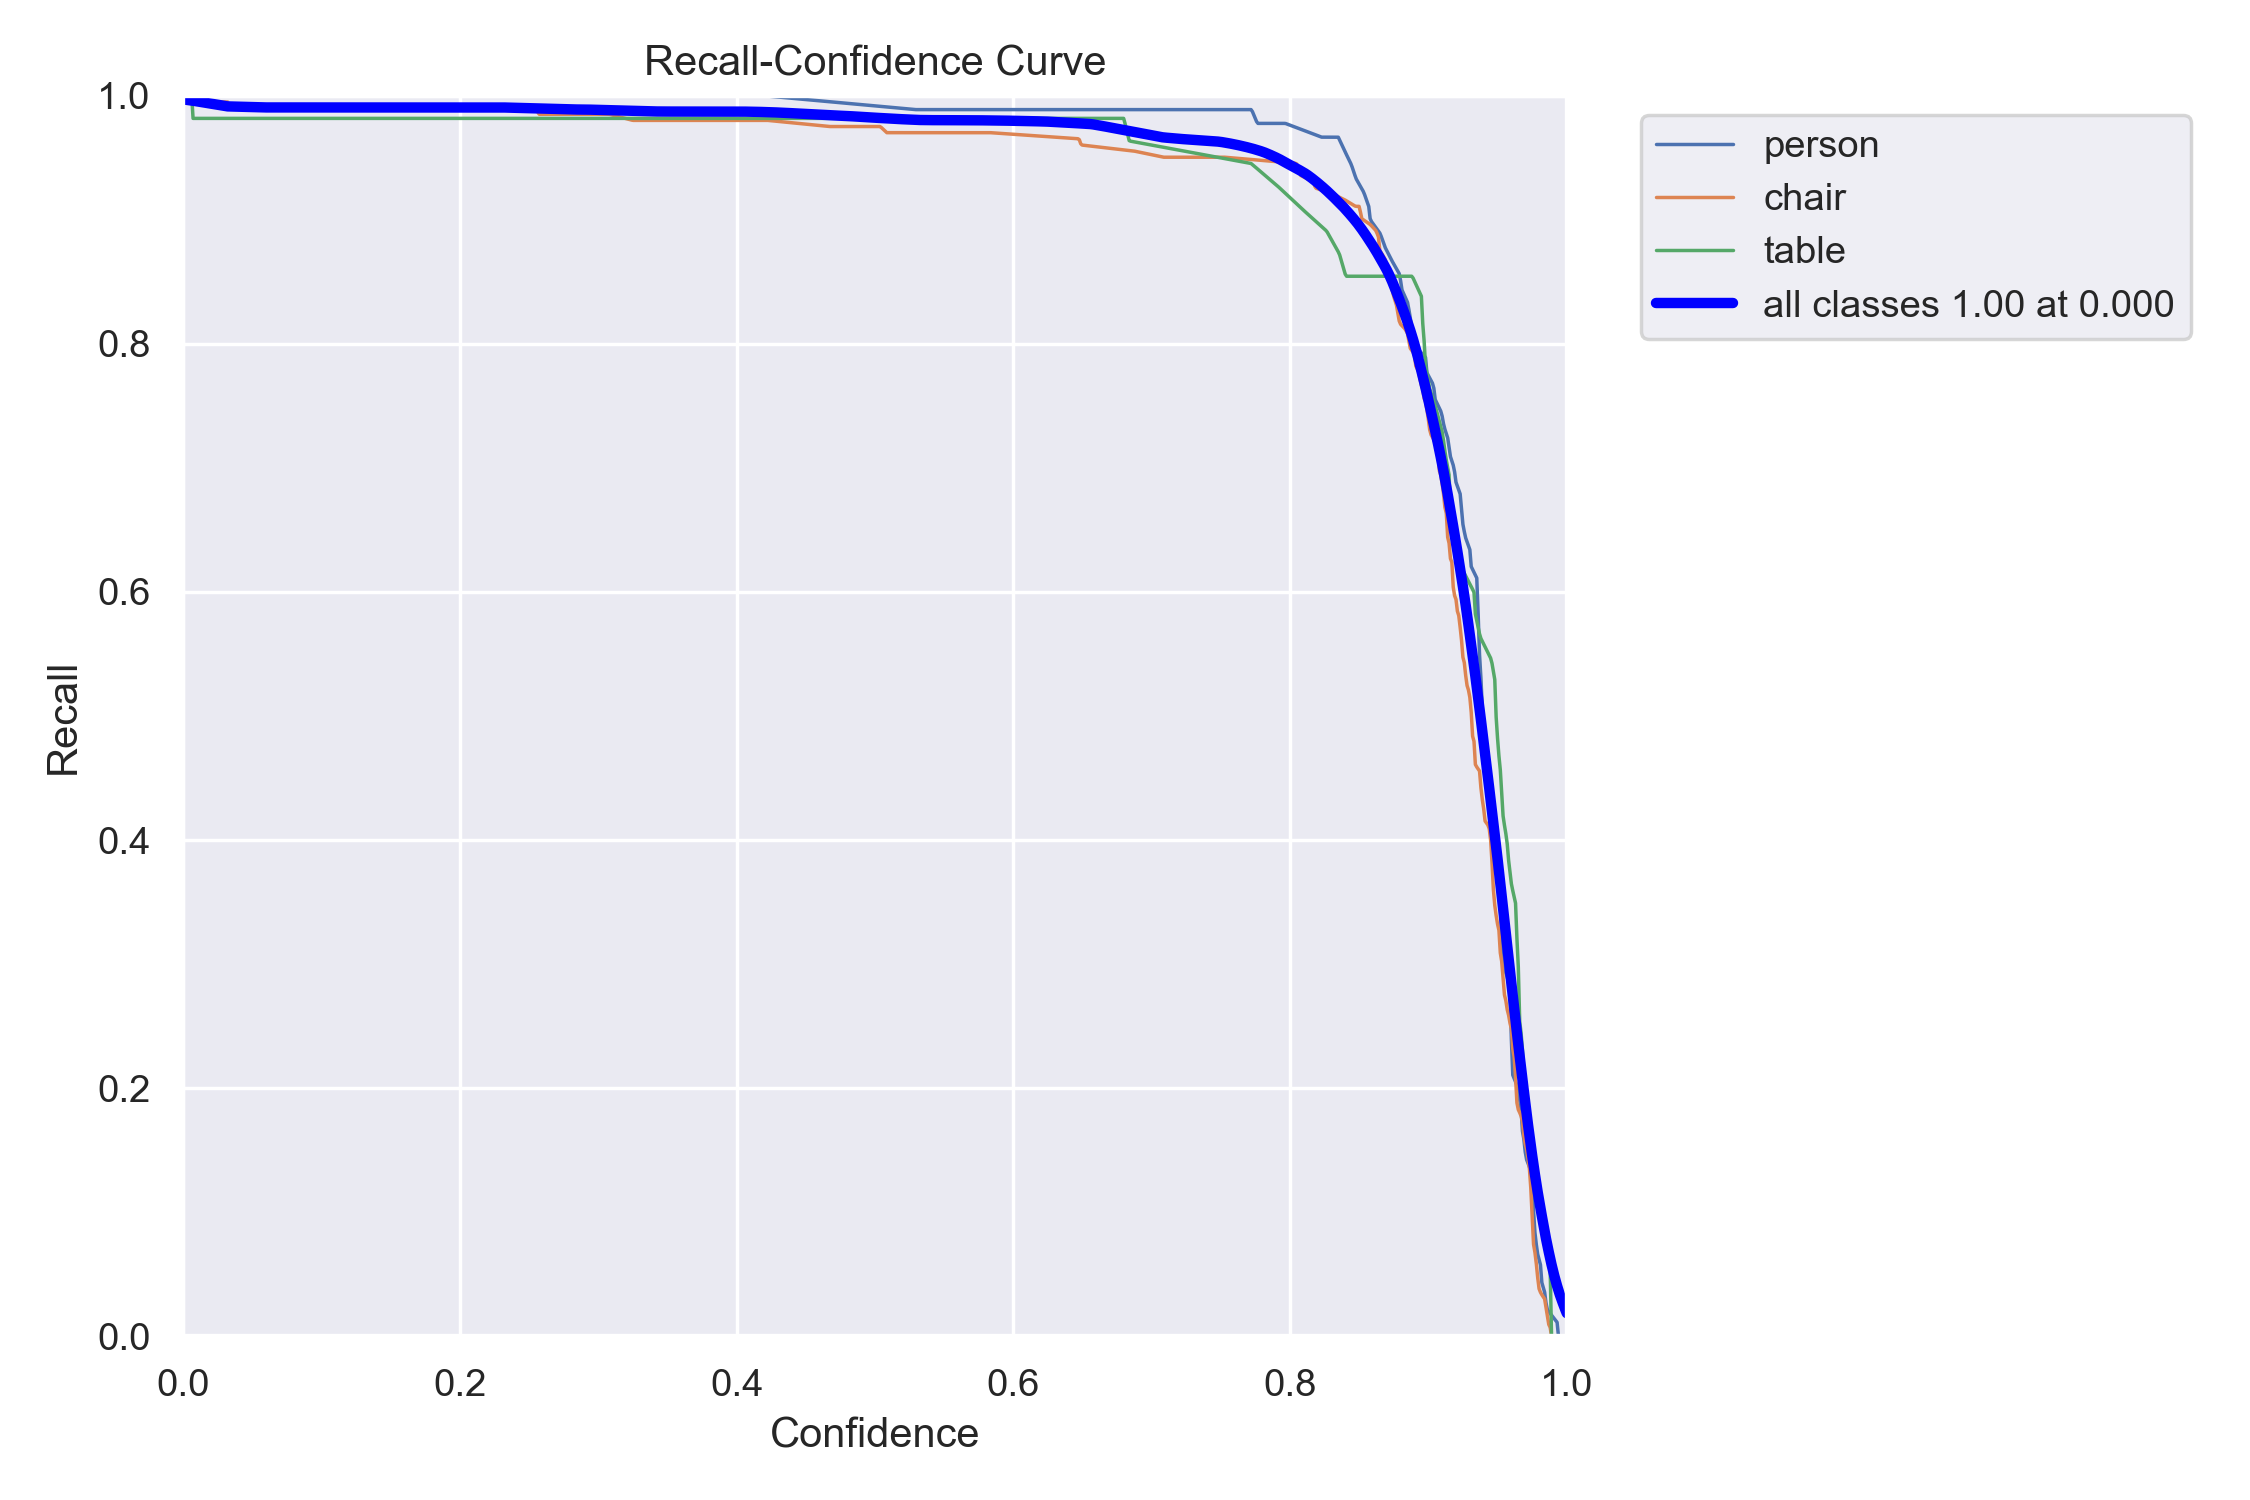 Recall-Confidence Curve
1.0
0.8
0.6
0.4
0.2
0.0
Recall
0.0 0.2 0.4 0.6 0.8 1.0
Confidence
person
chair
table
all classes 1.00 at 0.000